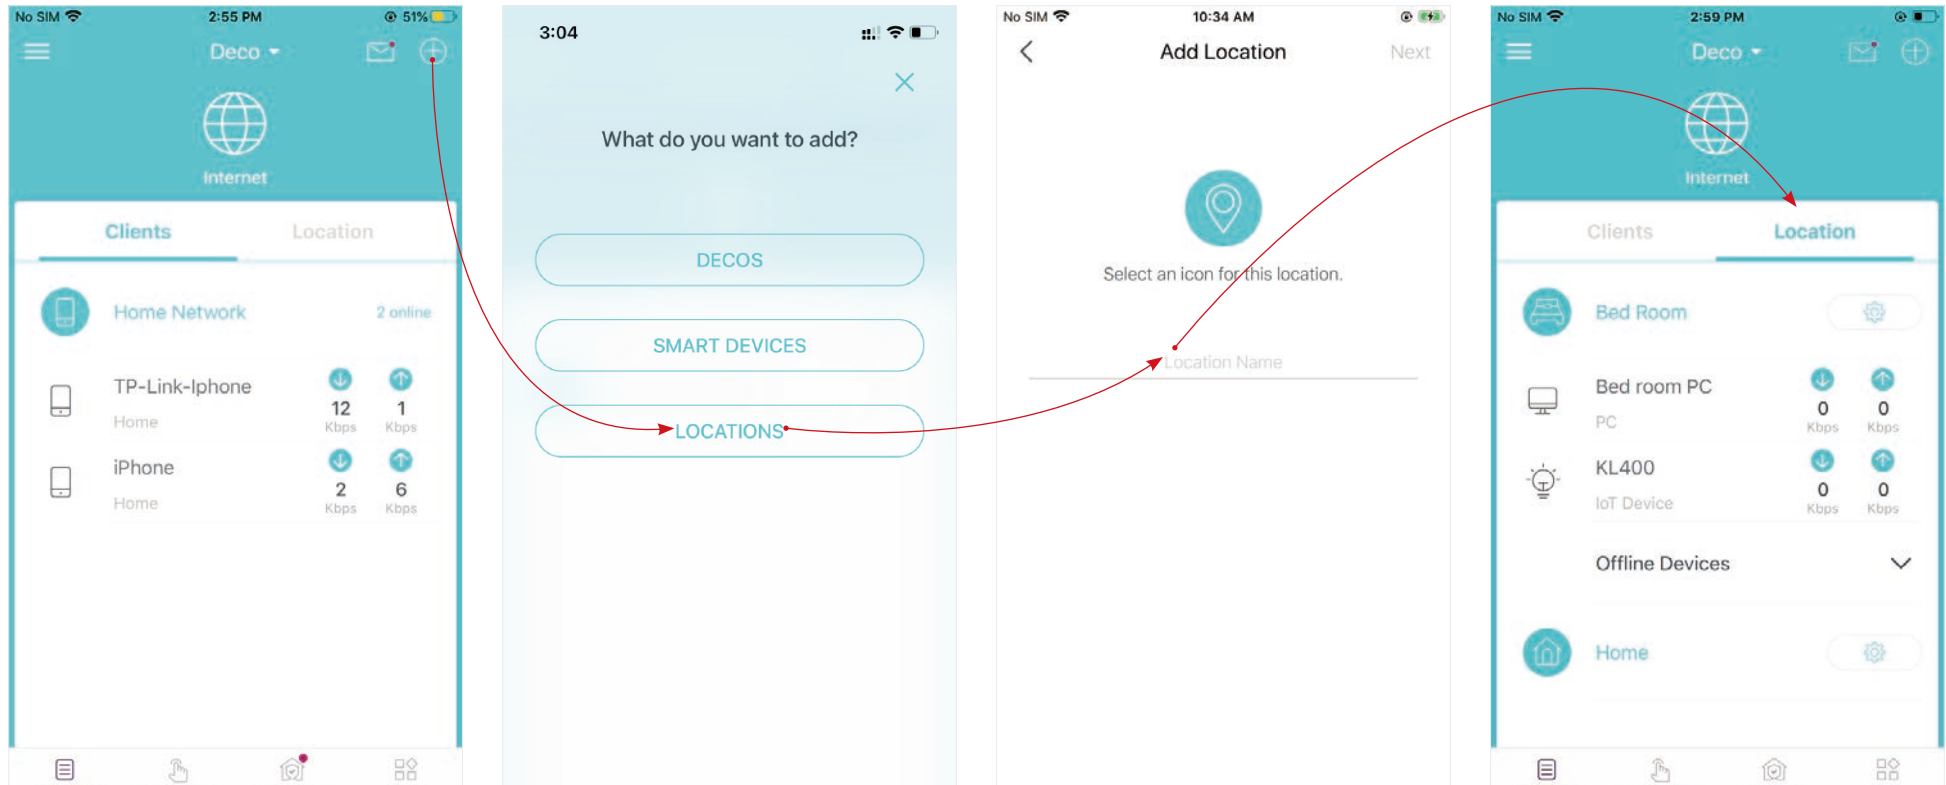 No SIM 2:55 PM 51%
Deco
Internet
Clients Location
Home Network 2 online
TP-Link-Iphone
Home
12 1
Kbps Kbps
iPhone
Home
2 6
Kbps Kbps
3:04
What do you want to add?
DECOS
SMART DEVICES
LOCATIONS
No SIM 10:34 AM
Add Location Next
Select an icon for this location.
Location Name
No SIM 2:59 PM
Deco
Internet
Clients Location
Bed Room
Bed room PC
PC
0 0
Kbps Kbps
KL400
IoT Device
0 0
Kbps Kbps
Offline Devices
Home